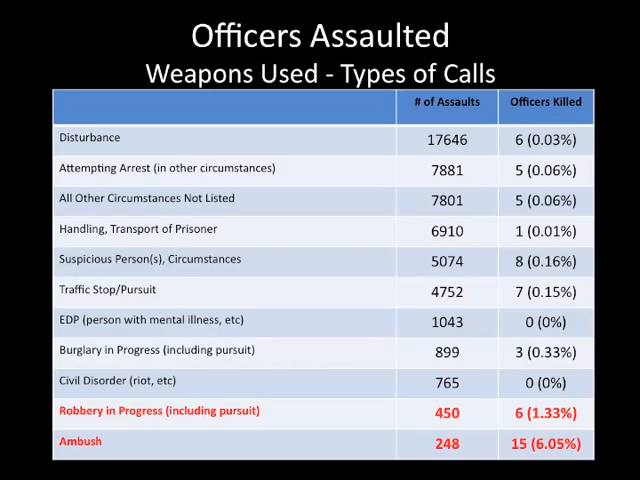 Officers Assaulted
Weapons Used - Types of Calls
# of Assaults Officers Killed
Disturbance 17646 6 (0.03%)
Attempting Arrest (in other circumstances) 7881 5 (0.06%)
All Other Circumstances Not Listed 7801 5 (0.06%)
Handling, Transport of Prisoner 6910 1 (0.01%)
Suspicious Person(s), Circumstances 5074 8 (0.16%)
Traffic Stop/Pursuit 4752 7 (0.15%)
EDP (person with mental illness, etc) 1043 0 (0%)
Burglary in Progress (including pursuit) 899 3 (0.33%)
Civil Disorder (riot, etc) 765 0 (0%)
Robbery in Progress (including pursuit) 450 6 (1.33%)
Ambush 248 15 (6.05%)